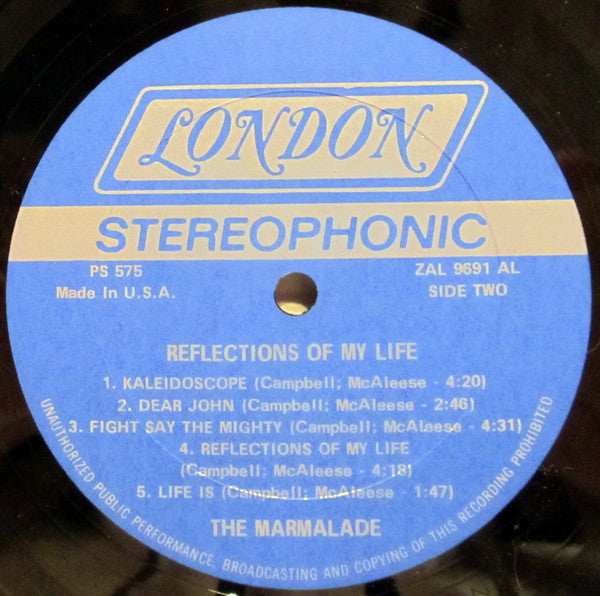 LONDON
STEREOPHONIC
PS 575
ZAL 9691 AL
Made In U.S.A.
SIDE TWO
REFLECTIONS OF MY LIFE
1. KALEIDOSCOPE (Campbell; McAleese - 4:20)
2. DEAR JOHN (Campbell; McAleese - 2:46)
3. FIGHT SAY THE MIGHTY (Campbell; McAleese - 4:31)
4. REFLECTIONS OF MY LIFE
(Campbell; McAleese - 4:18)
5. LIFE IS (Campbell; McAleese - 1:47)
THE MARMALADE
UNAUTHORIZED PUBLIC PERFORMANCE, BROADCASTING AND COPYING OF THIS RECORDING PROHIBITED